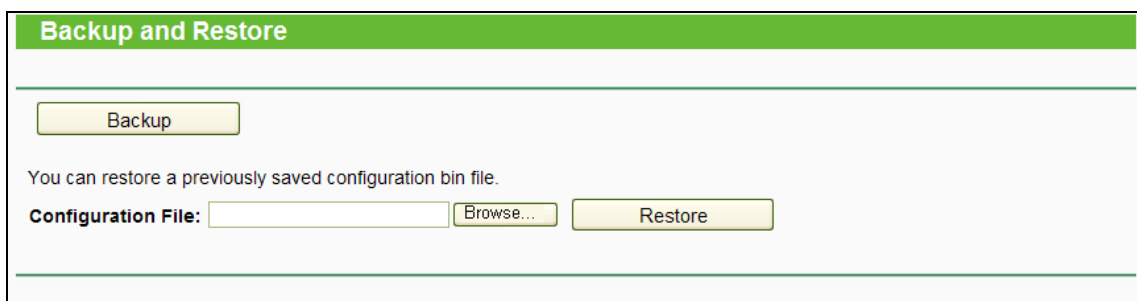 Backup and Restore
Backup
You can restore a previously saved configuration bin file.
Configuration File: Browse... Restore